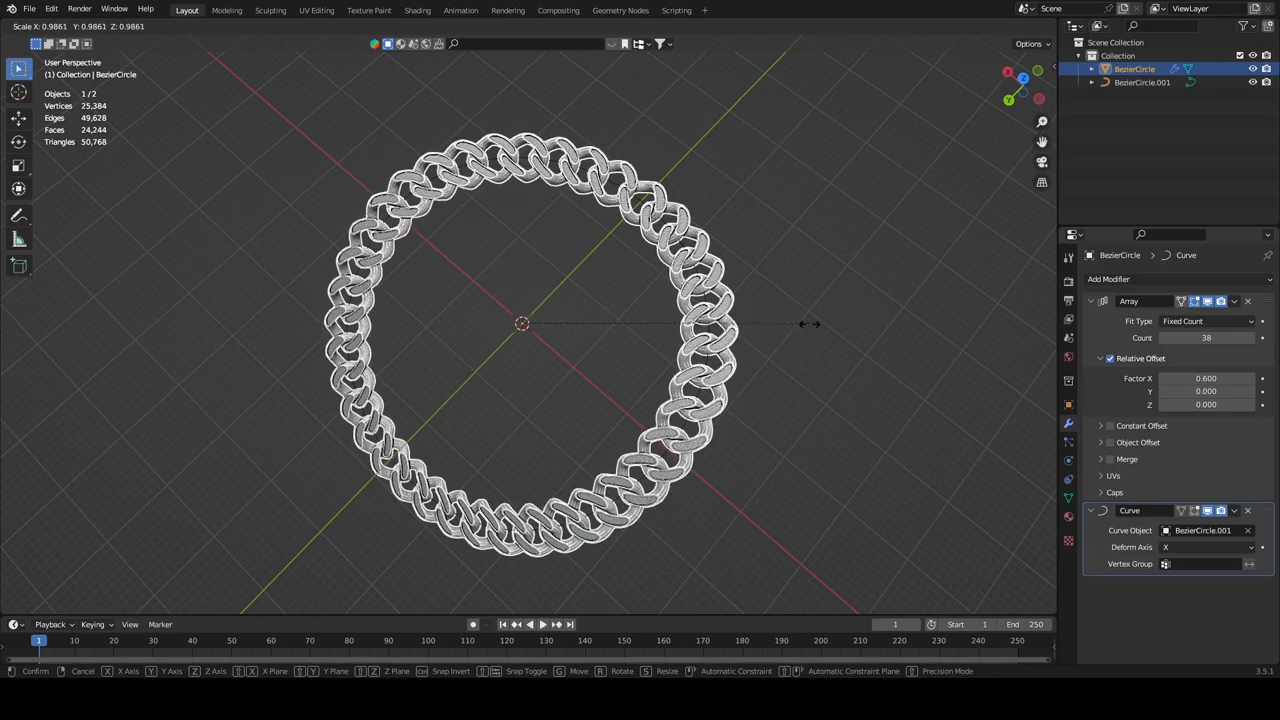 File Edit Render Window Help Layout Modeling Sculpting UV Editing Texture Paint Shading Animation Rendering Compositing Geometry Nodes Scripting + Scene ViewLayer
Scale X: 0.9861 Y: 0.9861 Z: 0.9861
Options
User Perspective
(1) Collection | BezierCircle
Objects 1/2
Vertices 25,384
Edges 49,628
Faces 24,244
Triangles 50,768
X
Y
Z
Scene Collection
Collection
BezierCircle
BezierCircle.001
BezierCircle > Curve
Add Modifier
Array
Fit Type Fixed Count
Count 38
Relative Offset
Factor X 0.600
Y 0.000
Z 0.000
Constant Offset
Object Offset
Merge
UVs
Caps
Curve
Curve Object BezierCircle.001
Deform Axis X
Vertex Group
Playback Keying View Marker 1 Start 1 End 250
1 10 20 30 40 50 60 70 80 90 100 110 120 130 140 150 160 170 180 190 200 210 220 230 240 250
Confirm Cancel X X Axis Y Y Axis Z Z Axis X X Plane Y Y Plane Z Z Plane Ctrl Snap Invert Snap Toggle G Move R Rotate S Resize Automatic Constraint Automatic Constraint Plane Precision Mode 3.5.1